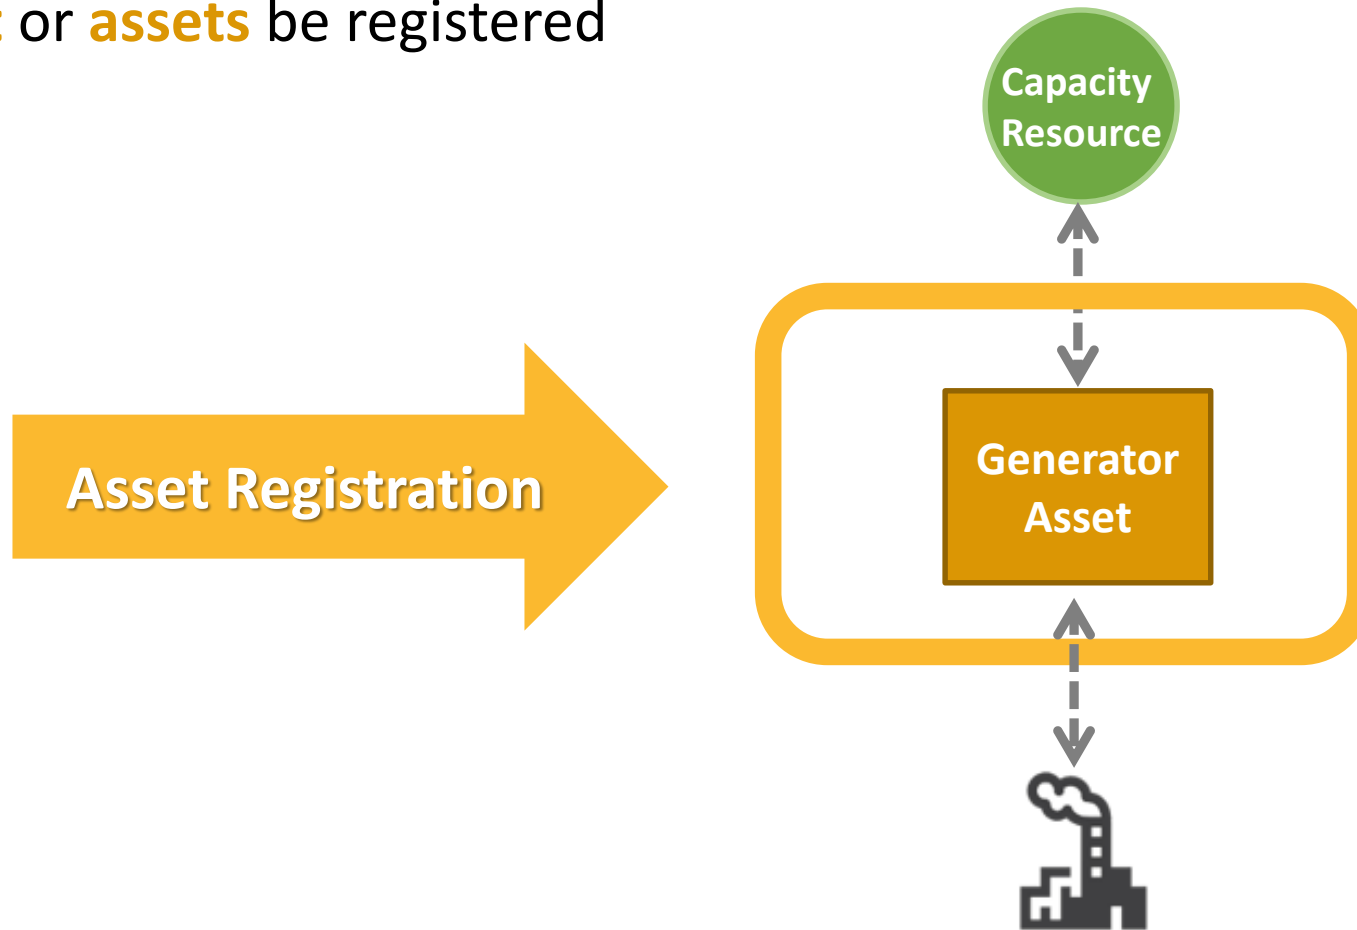 or assets be registered
Capacity
Resource
Asset Registration
Generator
Asset